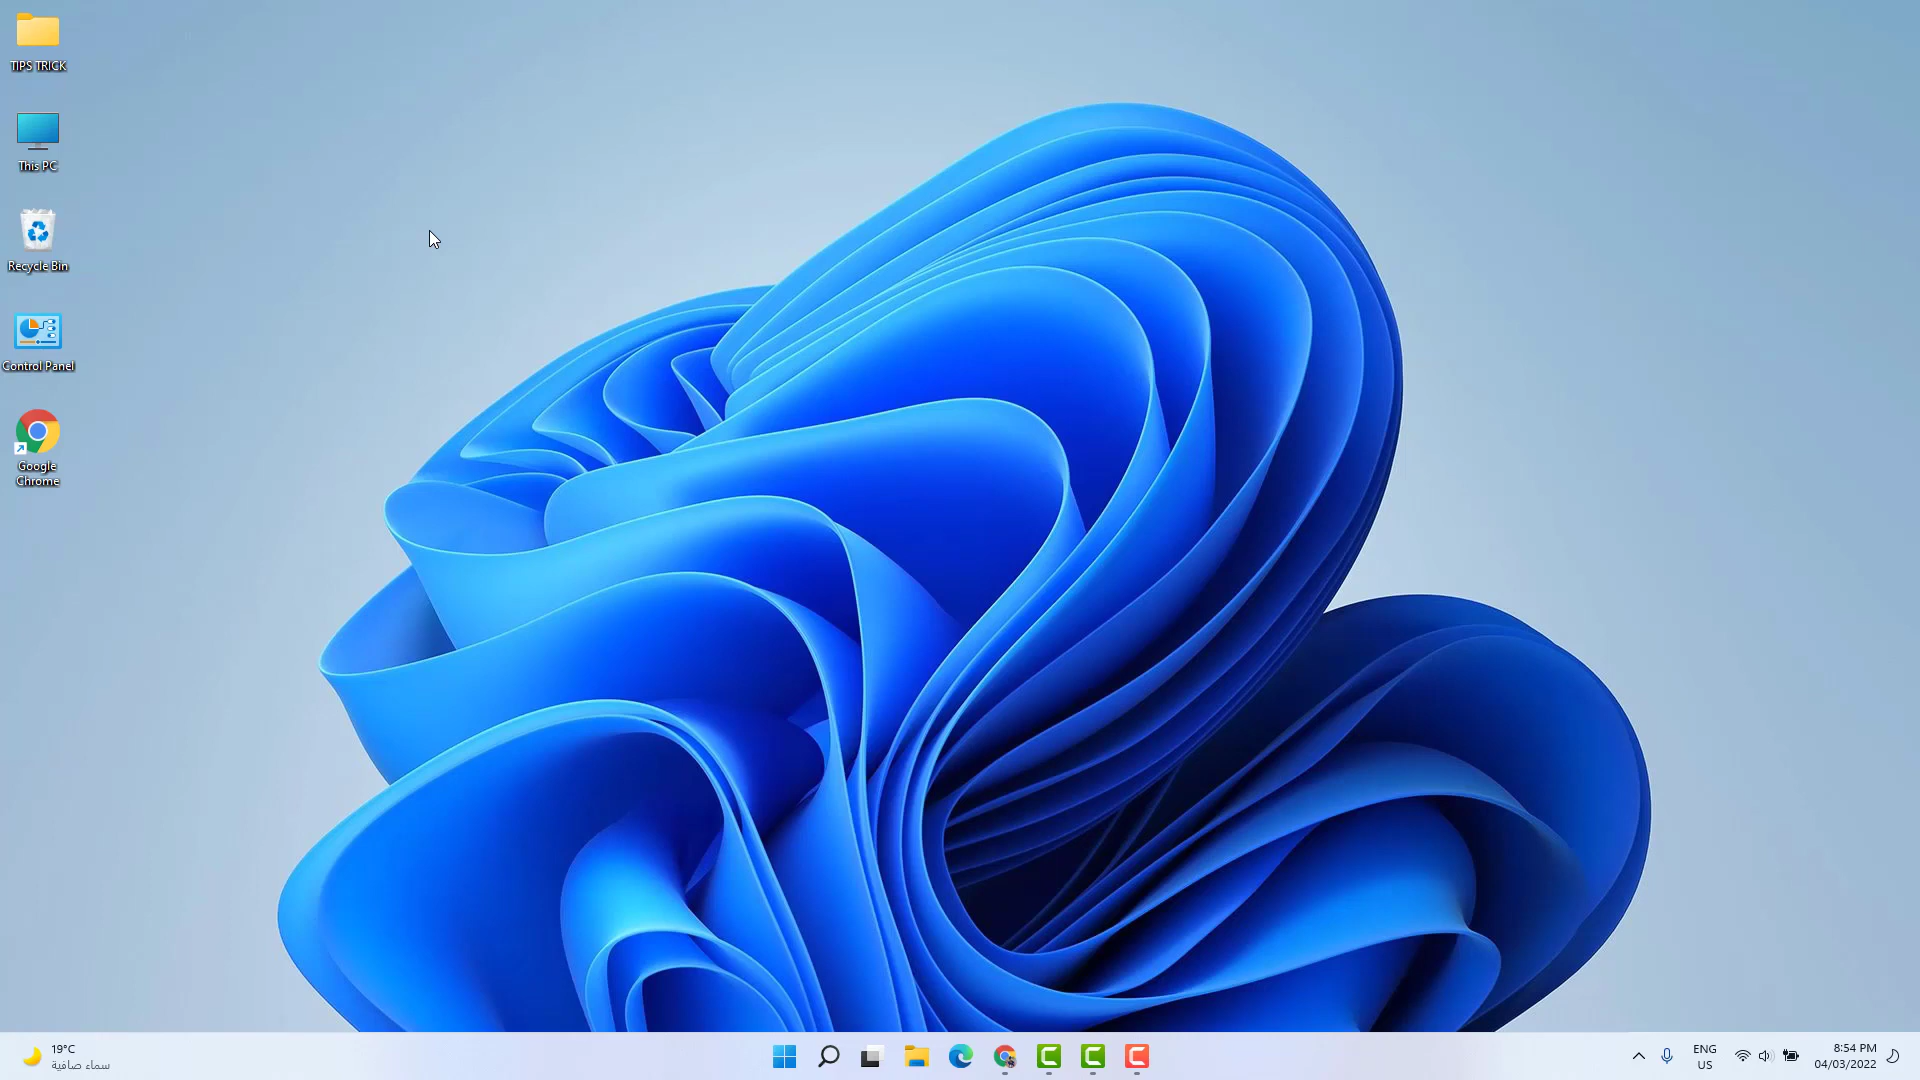 TIPS TRICK
This PC
Recycle Bin
Control Panel
Google
Chrome
19°C
سماء صافية
ENG
US
8:54 PM
04/03/2022